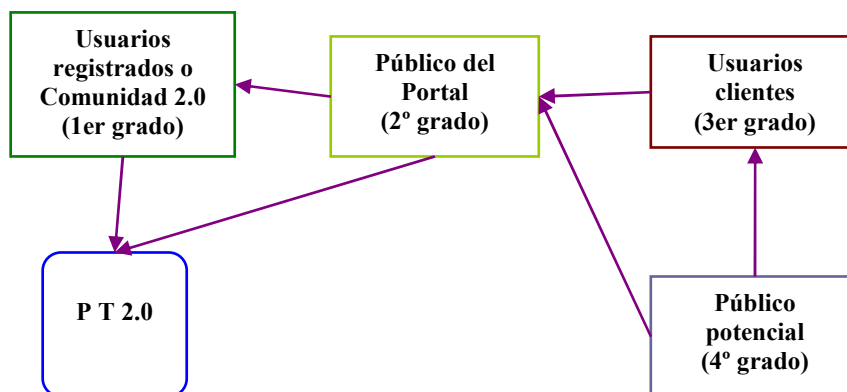 Usuarios
registrados o
Comunidad 2.0
(1er grado)
Público del
Portal
(2º grado)
Usuarios
clientes
(3er grado)
P T 2.0
Público
potencial
(4º grado)